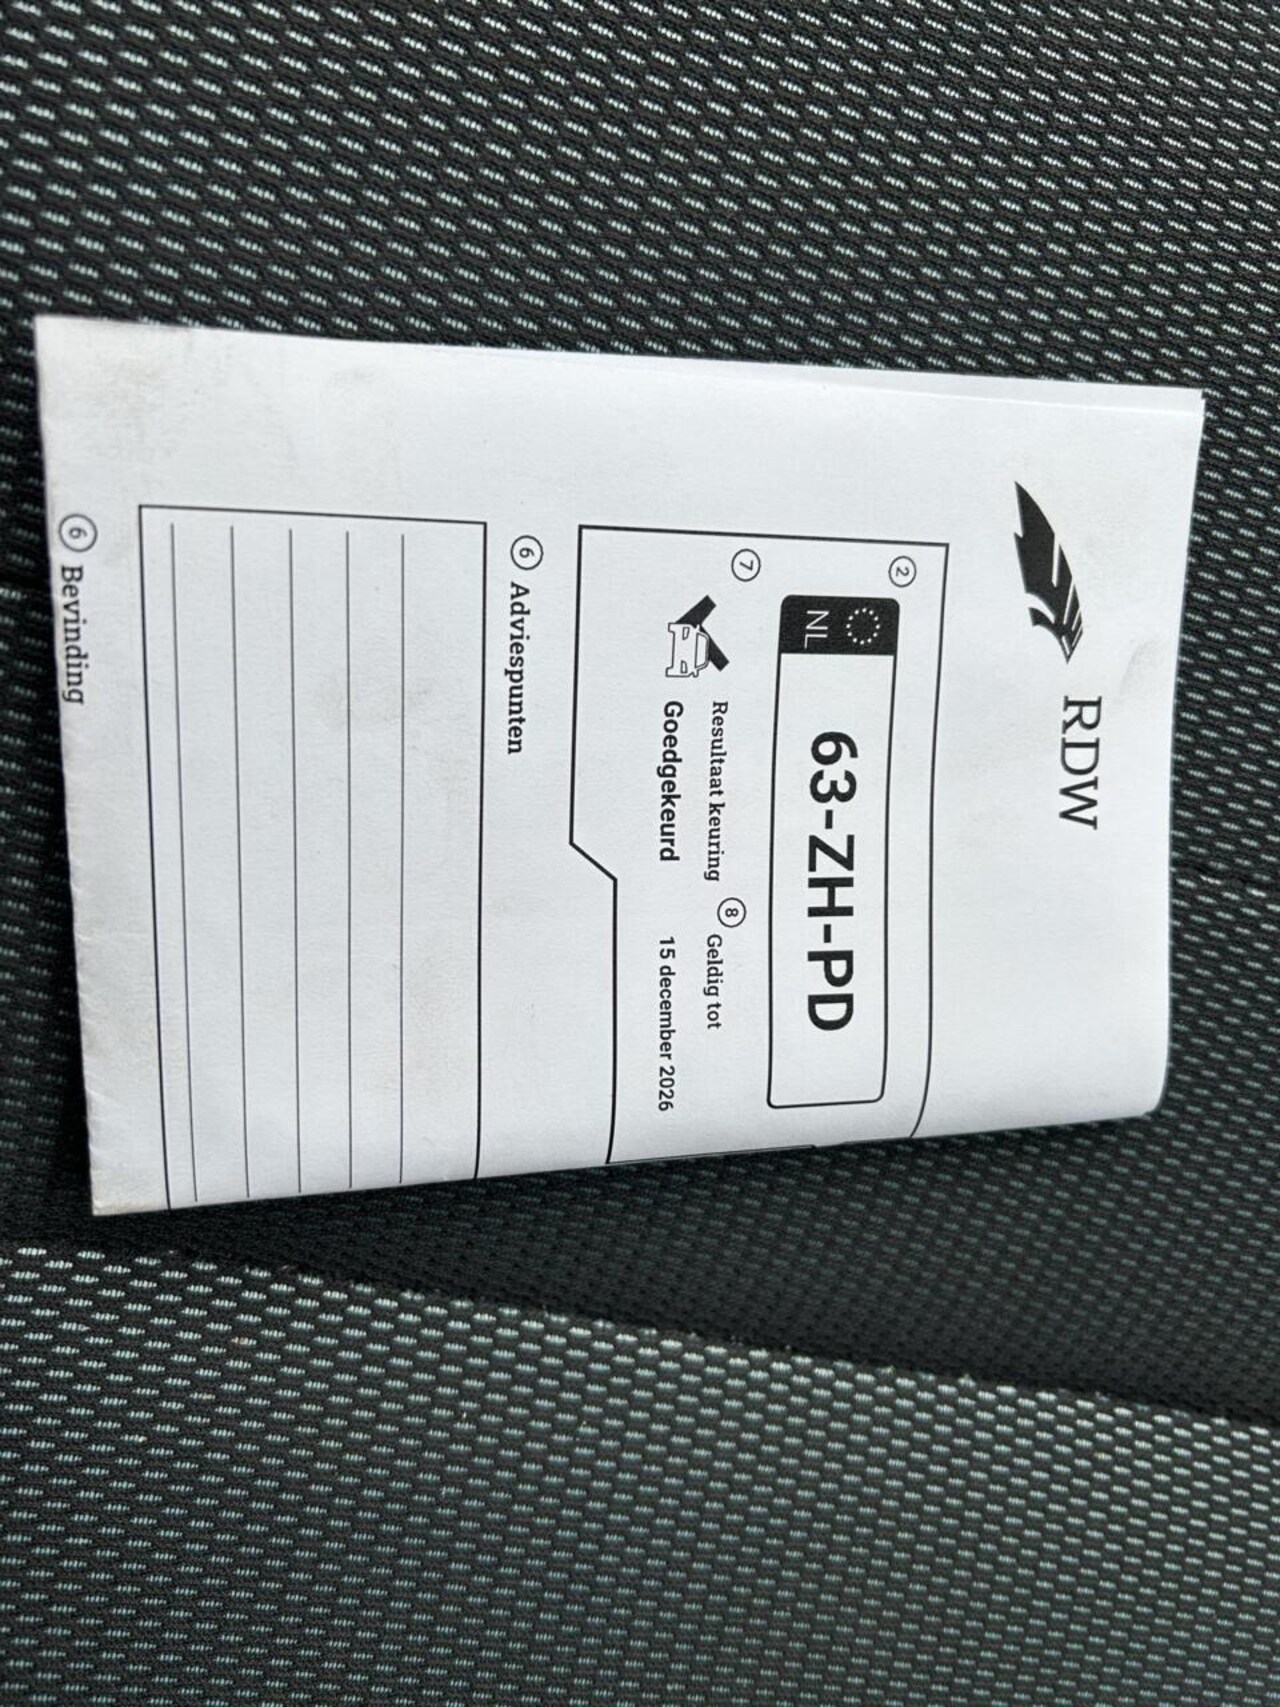 RDW
2
NL 63-ZH-PD
7 Resultaat keuring 8 Geldig tot
Goedgekeurd 15 december 2026
6 Adviespunten
6 Bevinding